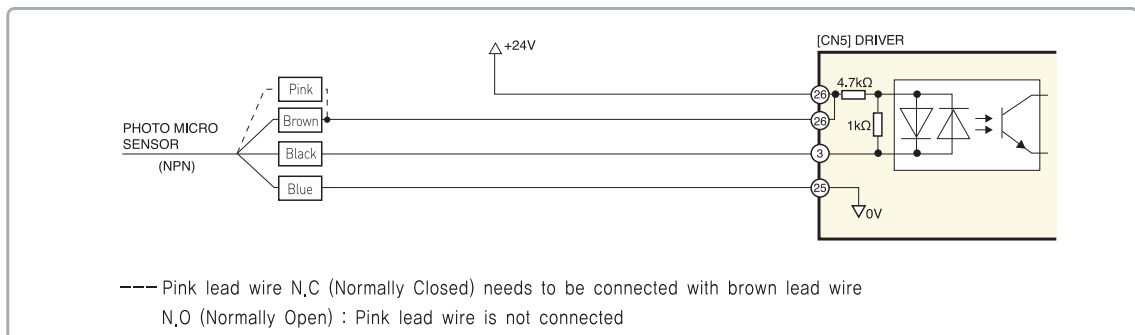 +24V
[CN5] DRIVER
Pink
4.7kΩ
26
Brown
26
PHOTO MICRO
SENSOR
(NPN)
1kΩ
Black
3
Blue
25
0V
--- Pink lead wire N.C (Normally Closed) needs to be connected with brown lead wire
N.O (Normally Open) : Pink lead wire is not connected